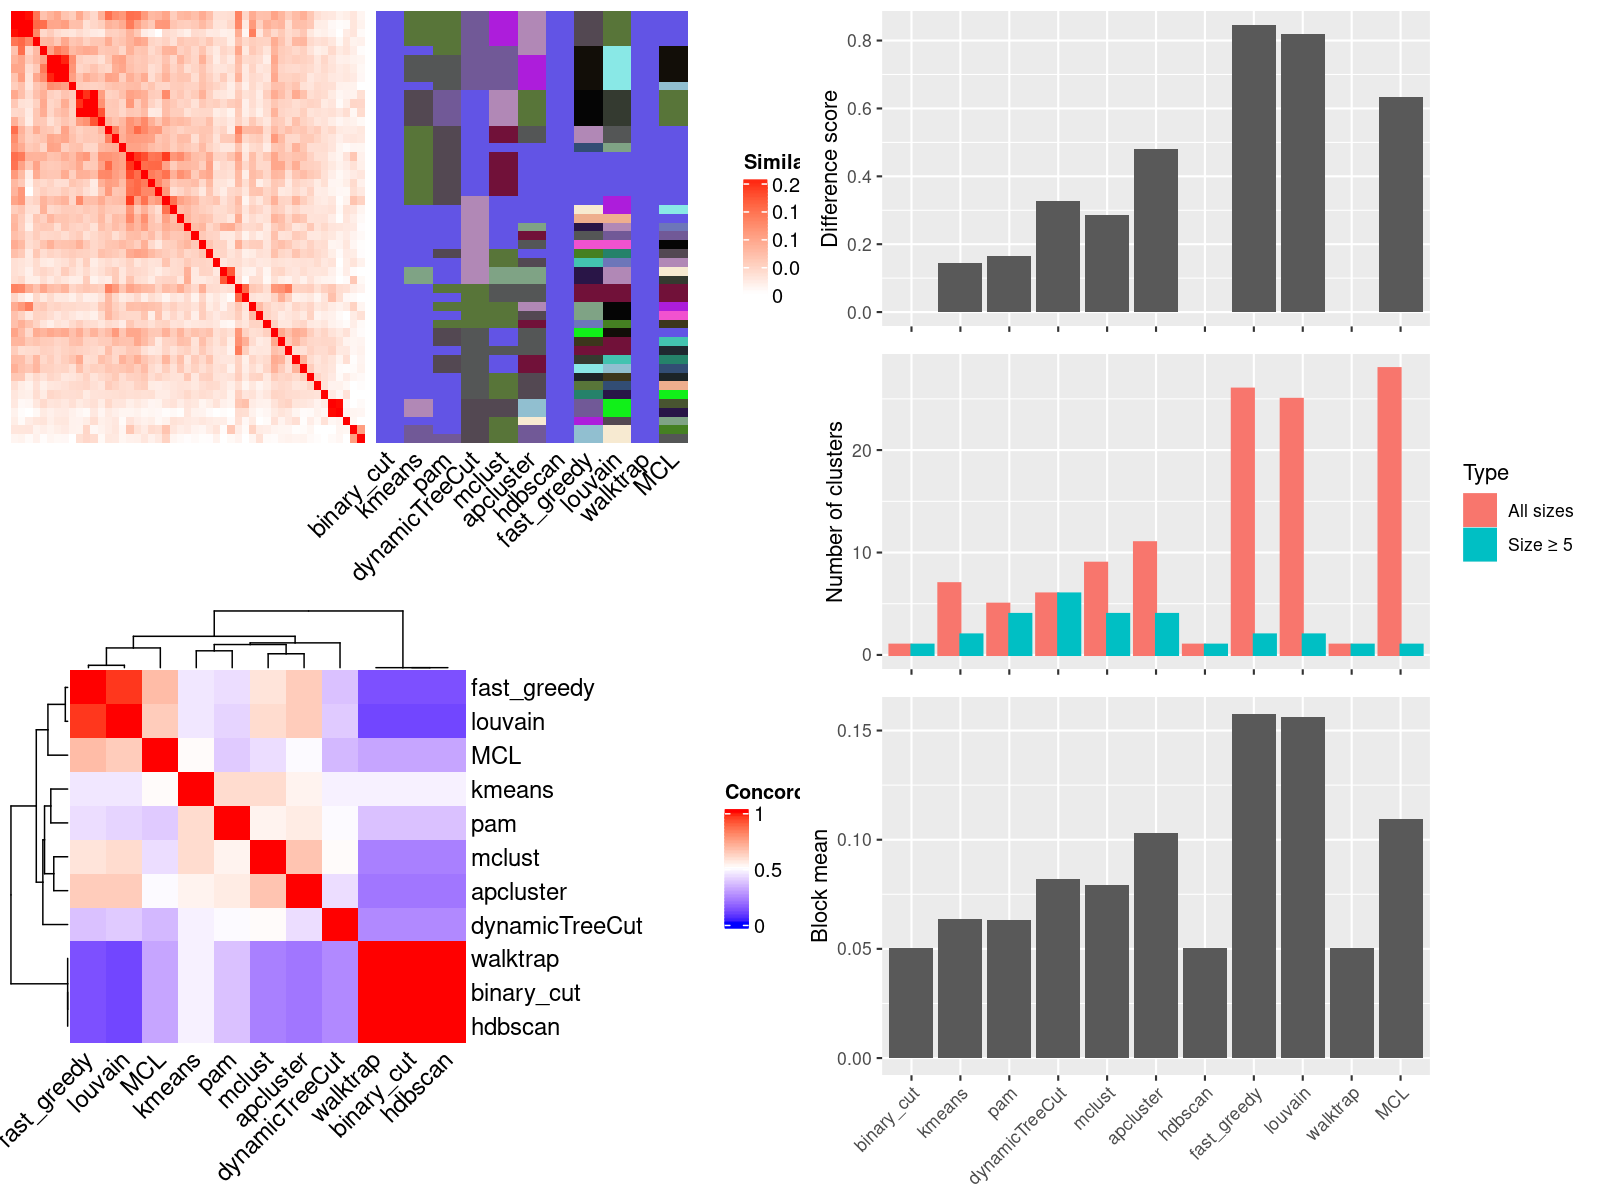 Simila
0.2
0.1
0.1
0.0
0
binary_cut
kmeans
pam
dynamicTreeCut
mclust
apcluster
hdbscan
fast_greedy
louvain
walktrap
MCL
fast_greedy
louvain
MCL
kmeans
pam
mclust
apcluster
dynamicTreeCut
walktrap
binary_cut
hdbscan
fast_greedy
louvain
MCL
kmeans
pam
mclust
apcluster
dynamicTreeCut
walktrap
binary_cut
hdbscan
Concord
1
0.5
0
Difference score
0.8
0.6
0.4
0.2
0.0
Number of clusters
20
10
0
Type
All sizes
Size ≥ 5
Block mean
0.15
0.10
0.05
0.00
binary_cut
kmeans
pam
dynamicTreeCut
mclust
apcluster
hdbscan
fast_greedy
louvain
walktrap
MCL